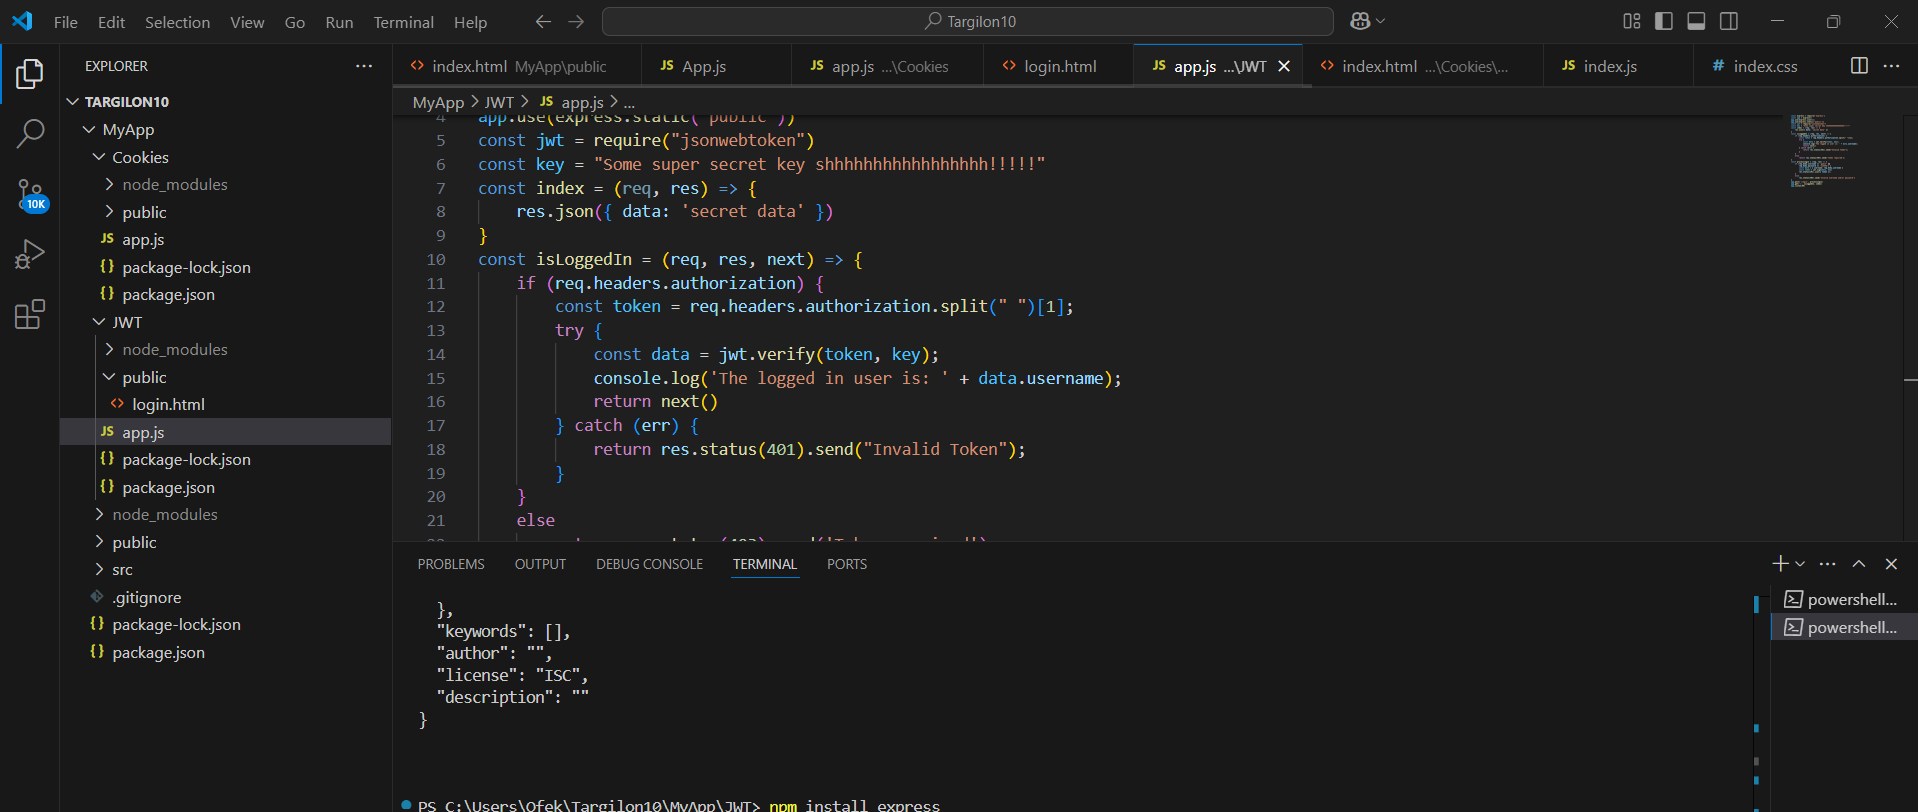 File Edit Selection View Go Run Terminal Help
Targilon10
EXPLORER
TARGILON10
MyApp
Cookies
node_modules
public
app.js
package-lock.json
package.json
JWT
node_modules
public
login.html
app.js
package-lock.json
package.json
node_modules
public
src
.gitignore
package-lock.json
package.json
10K
index.html MyApp\public
App.js
app.js ...\Cookies
login.html
app.js ...\JWT
index.html ...\Cookies\...
index.js
index.css
MyApp > JWT > JS app.js > ...
4 app.use(express.static("public"))
5 const jwt = require("jsonwebtoken")
6 const key = "Some super secret key shhhhhhhhhhhhhhhhh!!!!!"
7 const index = (req, res) => {
8 res.json({ data: 'secret data' })
9 }
10 const isLoggedIn = (req, res, next) => {
11 if (req.headers.authorization) {
12 const token = req.headers.authorization.split(" ")[1];
13 try {
14 const data = jwt.verify(token, key);
15 console.log('The logged in user is: ' + data.username);
16 return next()
17 } catch (err) {
18 return res.status(401).send("Invalid Token");
19 }
20 }
21 else
PROBLEMS OUTPUT DEBUG CONSOLE TERMINAL PORTS
},
"keywords": [],
"author": "",
"license": "ISC",
"description": ""
}
PS C:\Users\Ofek\Targilon10\MyApp\JWT> npm install express
powershell...
powershell...